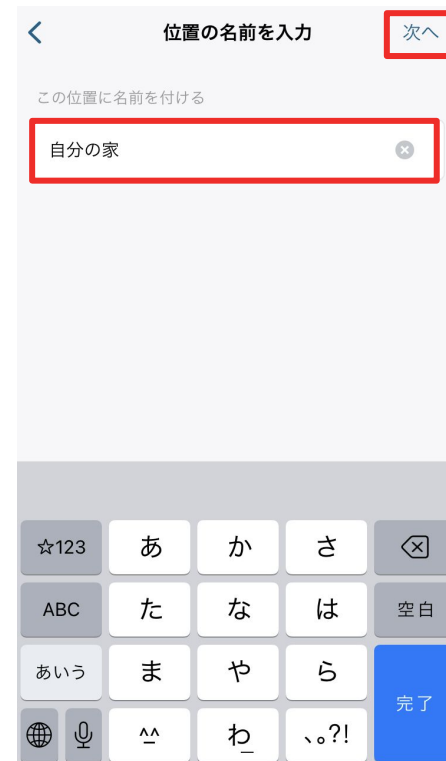 位置の名前を入力 次へ
この位置に名前を付ける
自分の家
☆123 あ か さ
ABC た な は 空白
あいう ま や ら 完了
^_^ わ_ 、。?!